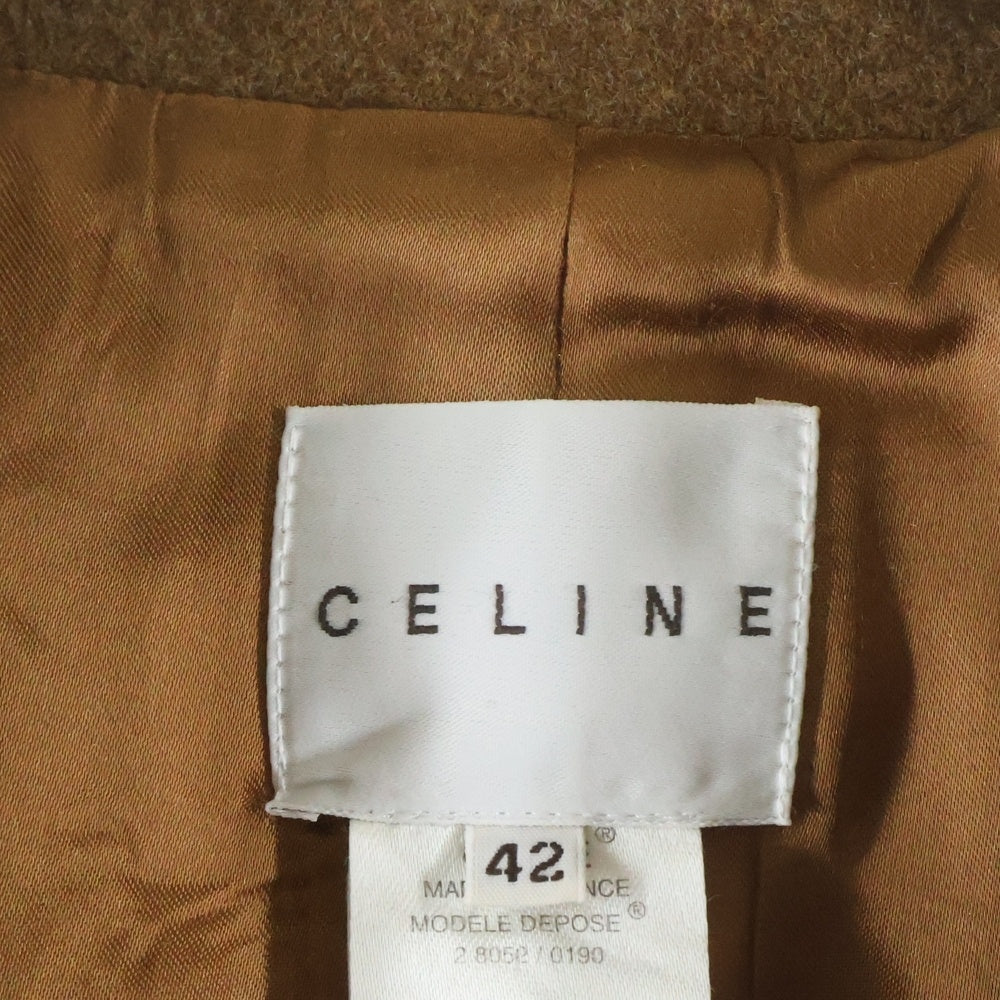 CELINE
42
®
MODELE DEPOSE ®
2 8052 / 0190